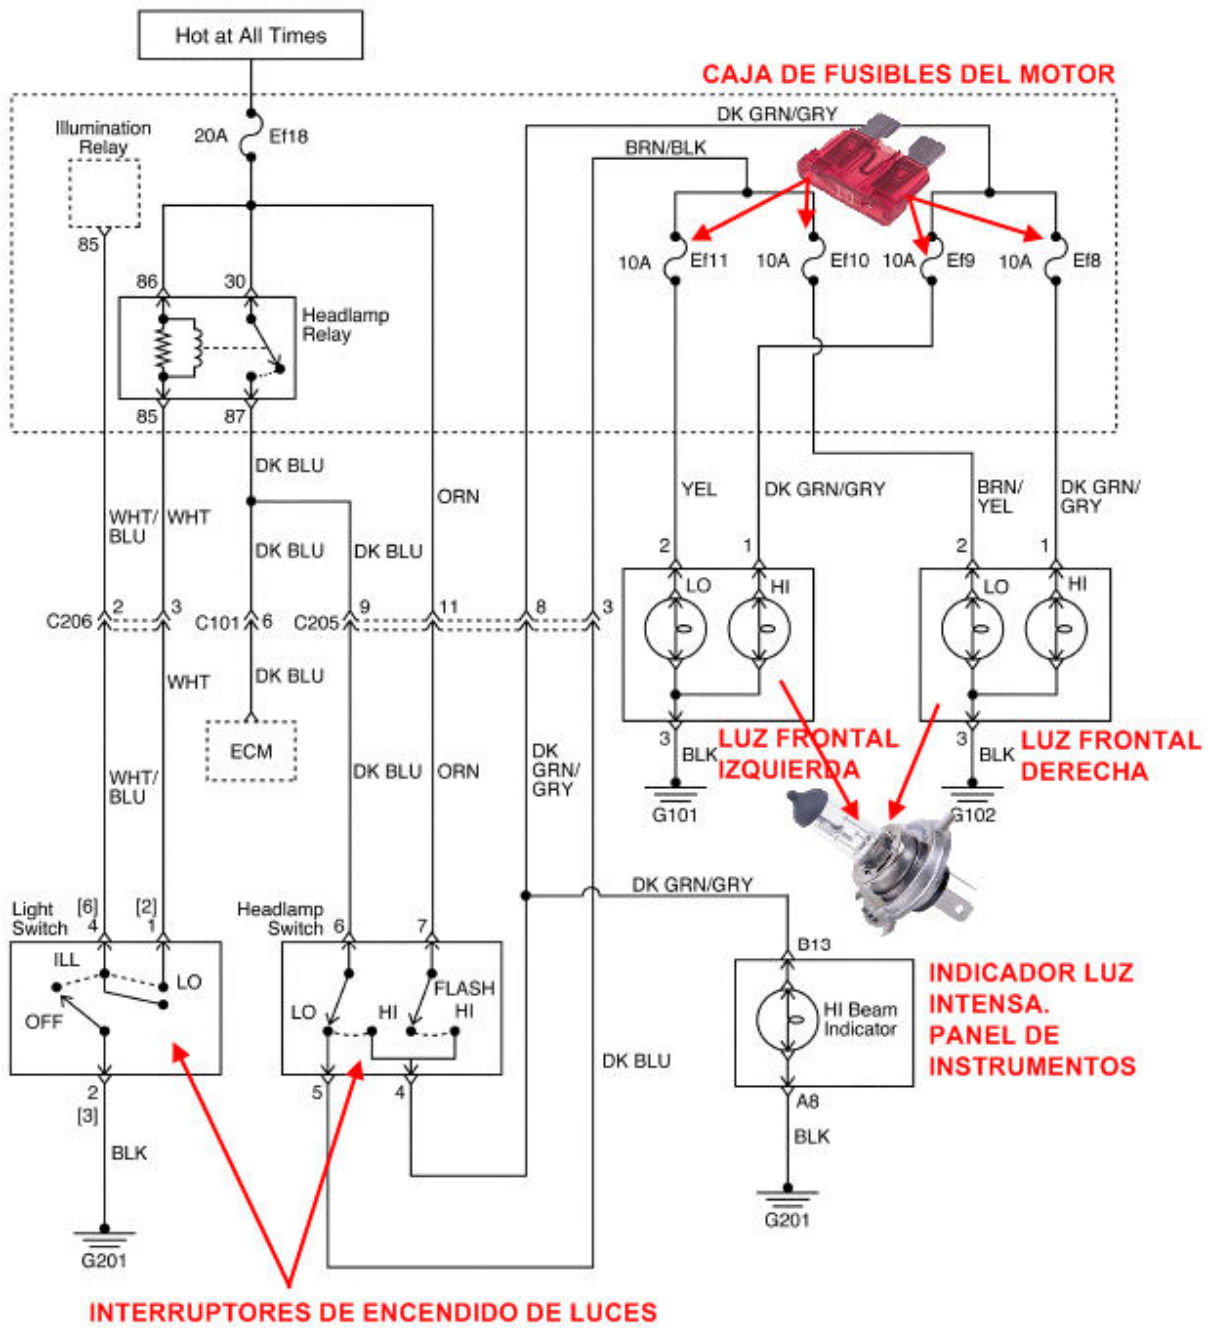 Hot at All Times
CAJA DE FUSIBLES DEL MOTOR
DK GRN/GRY
Illumination
Relay
20A
Ef18
BRN/BLK
85
10A
Ef11
10A
Ef10
10A
Ef9
10A
Ef8
86
30
Headlamp
Relay
85
87
DK BLU
ORN
YEL
DK GRN/GRY
BRN/
YEL
DK GRN/
GRY
WHT/
BLU
WHT
DK BLU
DK BLU
2
1
2
1
LO
HI
LO
HI
C206
2
3
C101
6
C205
9
11
8
3
WHT
DK BLU
ECM
WHT/
BLU
DK BLU
ORN
DK
GRN/
GRY
3
BLK
LUZ FRONTAL
IZQUIERDA
3
BLK
LUZ FRONTAL
DERECHA
G101
G102
DK GRN/GRY
Light
Switch
[6]
4
[2]
1
Headlamp
Switch
6
7
B13
ILL
LO
OFF
LO
HI
FLASH
HI
HI Beam
Indicator
INDICADOR LUZ
INTENSA.
PANEL DE
INSTRUMENTOS
DK BLU
2
[3]
5
4
A8
BLK
BLK
G201
G201
INTERRUPTORES DE ENCENDIDO DE LUCES